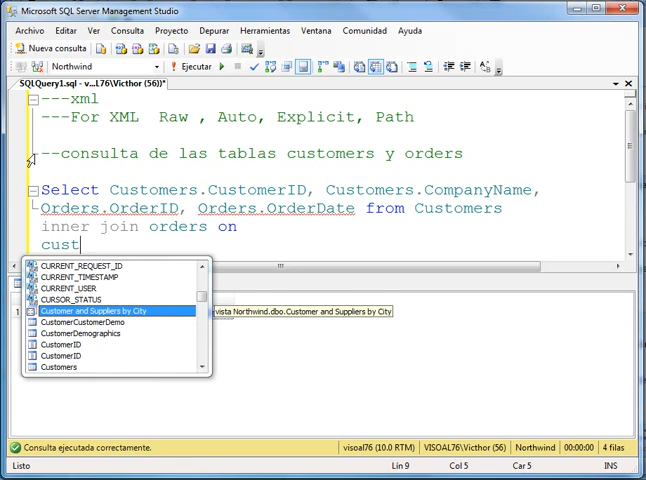 Microsoft SQL Server Management Studio
Archivo Editar Ver Consulta Proyecto Depurar Herramientas Ventana Comunidad Ayuda
Nueva consulta
Northwind Ejecutar
SQLQuery1.sql - v...L76\Victhor (56))*
---xml
---For XML Raw , Auto, Explicit, Path
---consulta de las tablas customers y orders
Select Customers.CustomerID, Customers.CompanyName,
Orders.OrderID, Orders.OrderDate from Customers
inner join orders on
cust
CURRENT_REQUEST_ID
CURRENT_TIMESTAMP
CURRENT_USER
CURSOR_STATUS
Customer and Suppliers by City
vista Northwind.dbo.Customer and Suppliers by City
CustomerCustomerDemo
CustomerDemographics
CustomerID
CustomerID
Customers
1
Consulta ejecutada correctamente. visoal76 (10.0 RTM) VISOAL76\Victhor (56) Northwind 00:00:00 4 filas
Listo Lín 9 Col 5 Car 5 INS